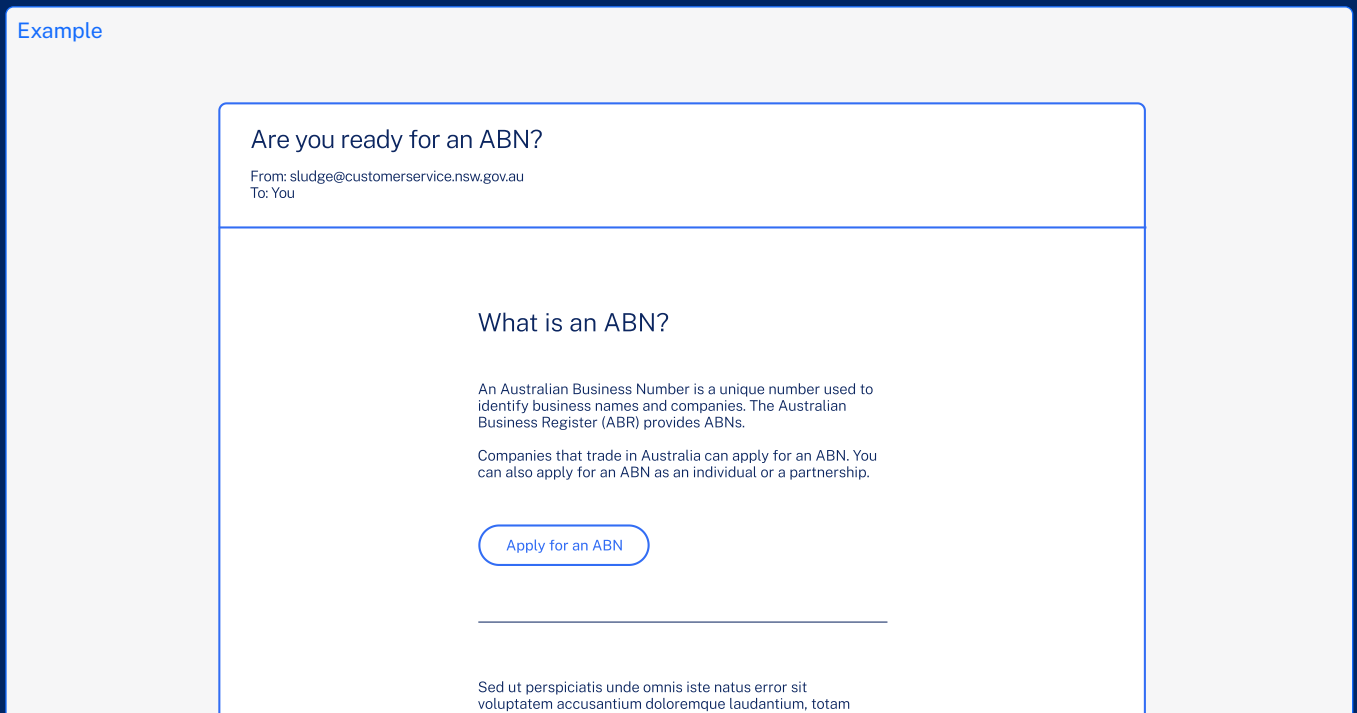 Example
Are you ready for an ABN?
From: sludge@customerservice.nsw.gov.au
To: You
What is an ABN?
An Australian Business Number is a unique number used to
identify business names and companies. The Australian
Business Register (ABR) provides ABNs.
Companies that trade in Australia can apply for an ABN. You
can also apply for an ABN as an individual or a partnership.
Apply for an ABN
Sed ut perspiciatis unde omnis iste natus error sit
voluptatem accusantium doloremque laudantium, totam